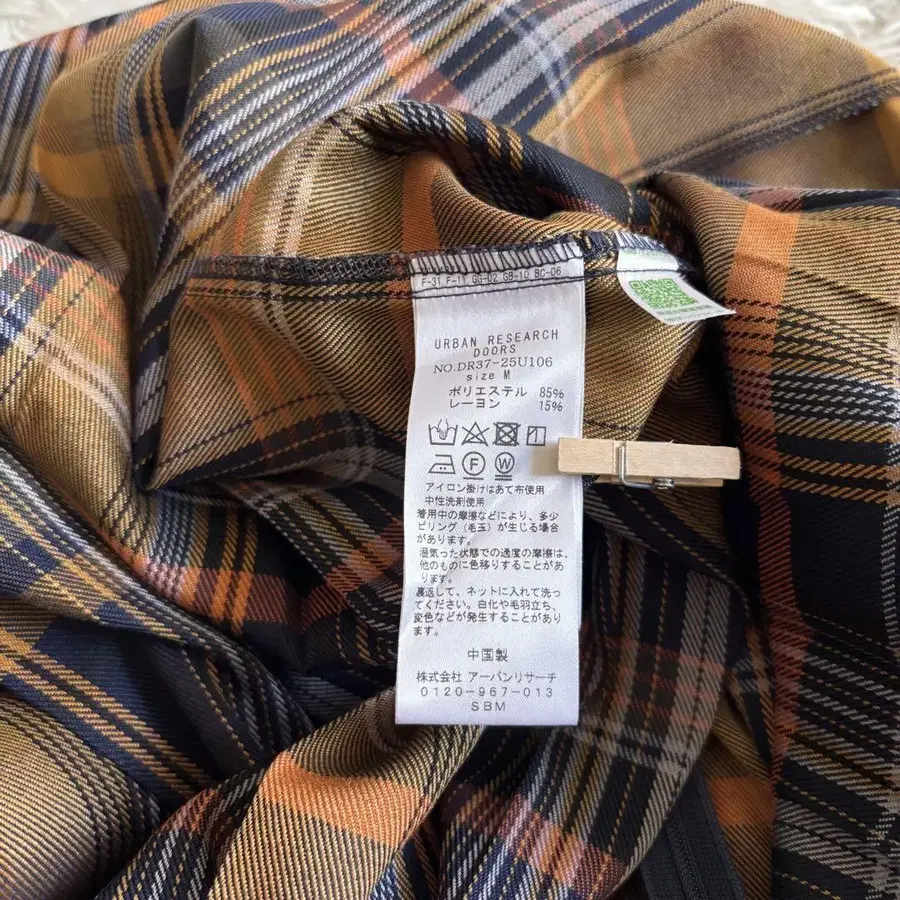 F-31 F-11 GG-02 GB-10 BC-06
URBAN RESEARCH
DOORS
NO.DR37-25U106
size M
ポリエステル 85%
レーヨン 15%
アイロン掛けはあて布使用
中性洗剤使用
着用中の摩擦などにより、多少
ピリング(毛玉)が生じる場合
があります。
湿気った状態での過度の摩擦は、
他のものに色移りすることがあ
ります。
裏返して、ネットに入れて洗っ
てください。白化や毛羽立ち、
変色などが発生することがあり
ます。
中国製
株式会社 アーバンリサーチ
0120-967-013
SBM